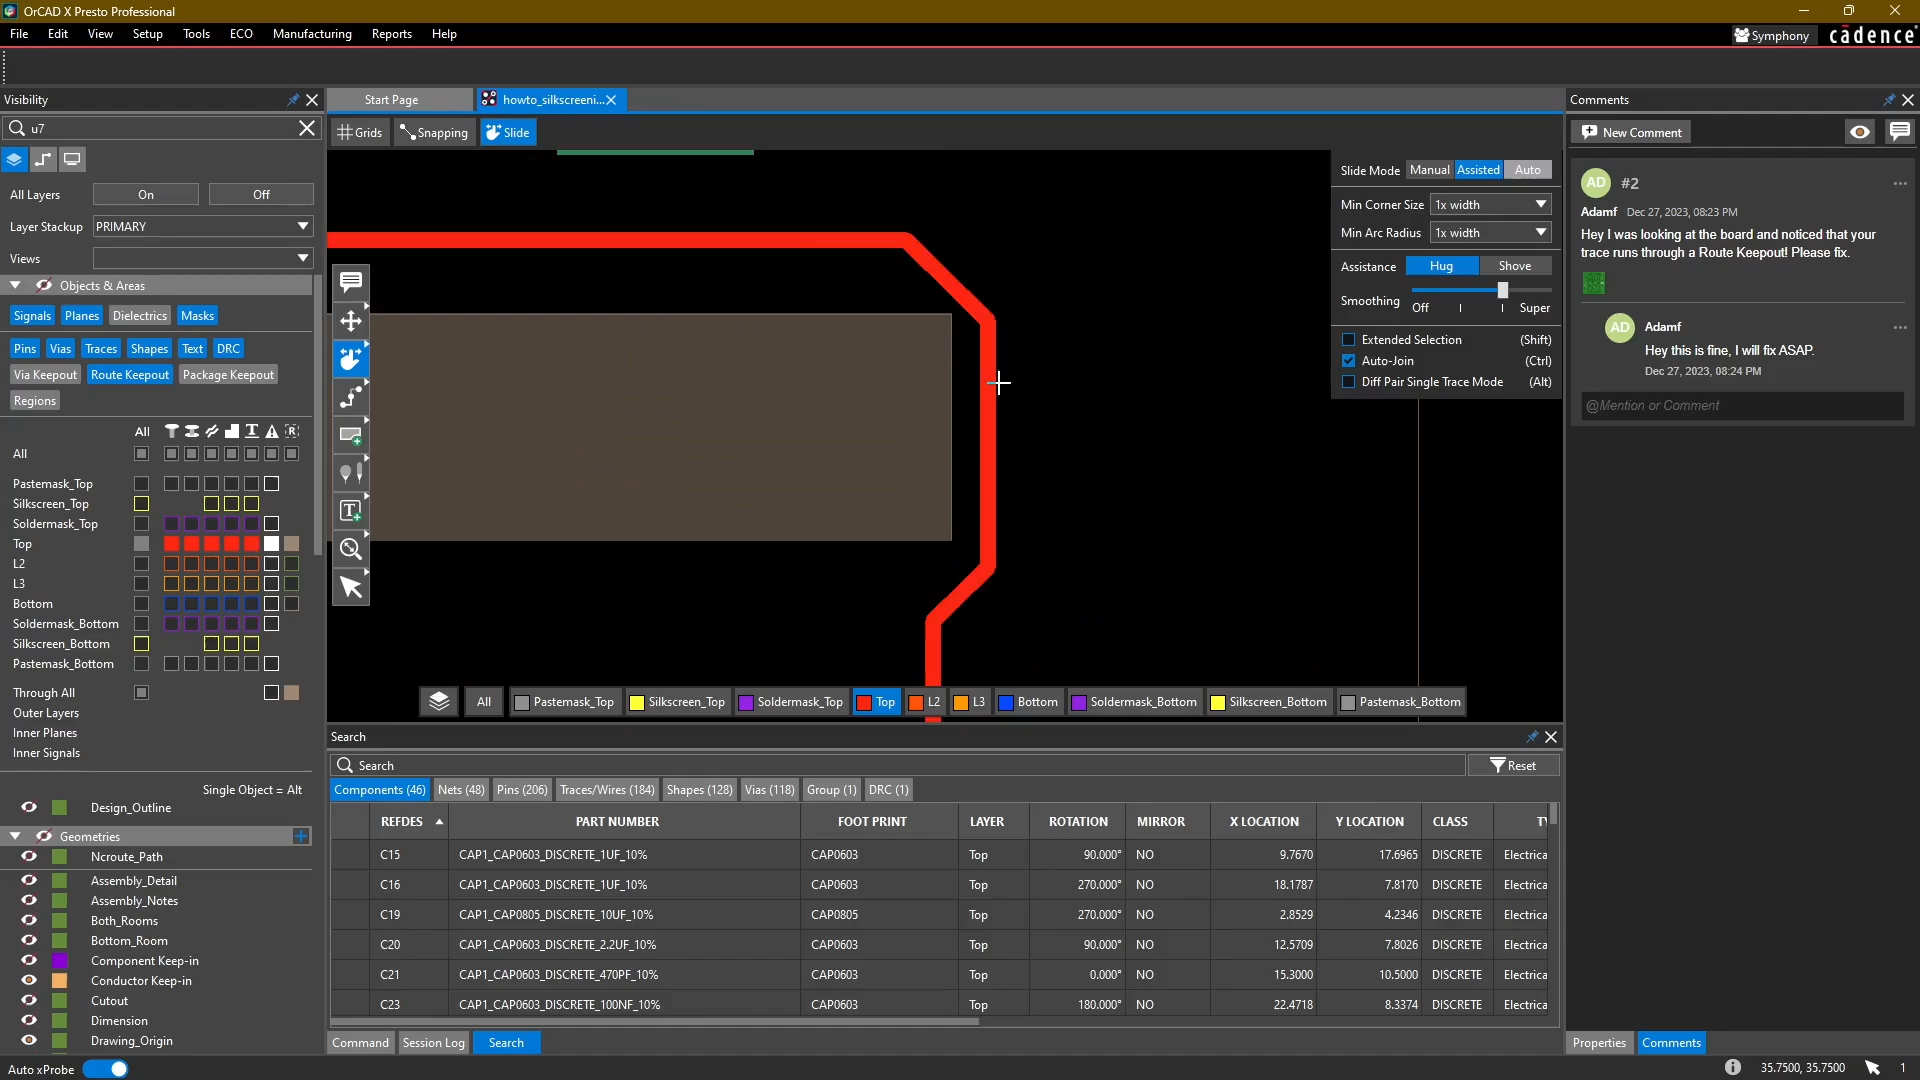 OrCAD X Presto Professional
File Edit View Setup Tools ECO Manufacturing Reports Help
Symphony cādence
Visibility
u7
All Layers On Off
Layer Stackup PRIMARY
Views
Objects & Areas
Signals Planes Dielectrics Masks
Pins Vias Traces Shapes Text DRC
Via Keepout Route Keepout Package Keepout
Regions
All
All
Pastemask_Top
Silkscreen_Top
Soldermask_Top
Top
L2
L3
Bottom
Soldermask_Bottom
Silkscreen_Bottom
Pastemask_Bottom
Through All
Outer Layers
Inner Planes
Inner Signals
Single Object = Alt
Design_Outline
Geometries
Ncroute_Path
Assembly_Detail
Assembly_Notes
Both_Rooms
Bottom_Room
Component Keep-in
Conductor Keep-in
Cutout
Dimension
Drawing_Origin
Auto xProbe
Start Page howto_silkscreeni...
Grids Snapping Slide
Slide Mode Manual Assisted Auto
Min Corner Size 1x width
Min Arc Radius 1x width
Assistance Hug Shove
Smoothing Off Super
Extended Selection (Shift)
Auto-Join (Ctrl)
Diff Pair Single Trace Mode (Alt)
All Pastemask_Top Silkscreen_Top Soldermask_Top Top L2 L3 Bottom Soldermask_Bottom Silkscreen_Bottom Pastemask_Bottom
Search
Search Reset
Components (46) Nets (48) Pins (206) Traces/Wires (184) Shapes (128) Vias (118) Group (1) DRC (1)
REFDES PART NUMBER FOOT PRINT LAYER ROTATION MIRROR X LOCATION Y LOCATION CLASS
C15 CAP1_CAP0603_DISCRETE_1UF_10% CAP0603 Top 90.000° NO 9.7670 17.6965 DISCRETE Electrica
C16 CAP1_CAP0603_DISCRETE_1UF_10% CAP0603 Top 270.000° NO 18.1787 7.8170 DISCRETE Electrica
C19 CAP1_CAP0805_DISCRETE_10UF_10% CAP0805 Top 270.000° NO 2.8529 4.2346 DISCRETE Electrica
C20 CAP1_CAP0603_DISCRETE_2.2UF_10% CAP0603 Top 90.000° NO 12.5709 7.8026 DISCRETE Electrica
C21 CAP1_CAP0603_DISCRETE_470PF_10% CAP0603 Top 0.000° NO 15.3000 10.5000 DISCRETE Electrica
C23 CAP1_CAP0603_DISCRETE_100NF_10% CAP0603 Top 180.000° NO 22.4718 8.3374 DISCRETE Electrica
Command Session Log Search
Comments
New Comment
AD #2
Adamf Dec 27, 2023, 08:23 PM
Hey I was looking at the board and noticed that your
trace runs through a Route Keepout! Please fix.
AD Adamf
Hey this is fine, I will fix ASAP.
Dec 27, 2023, 08:24 PM
@Mention or Comment
Properties Comments
35.7500, 35.7500 1